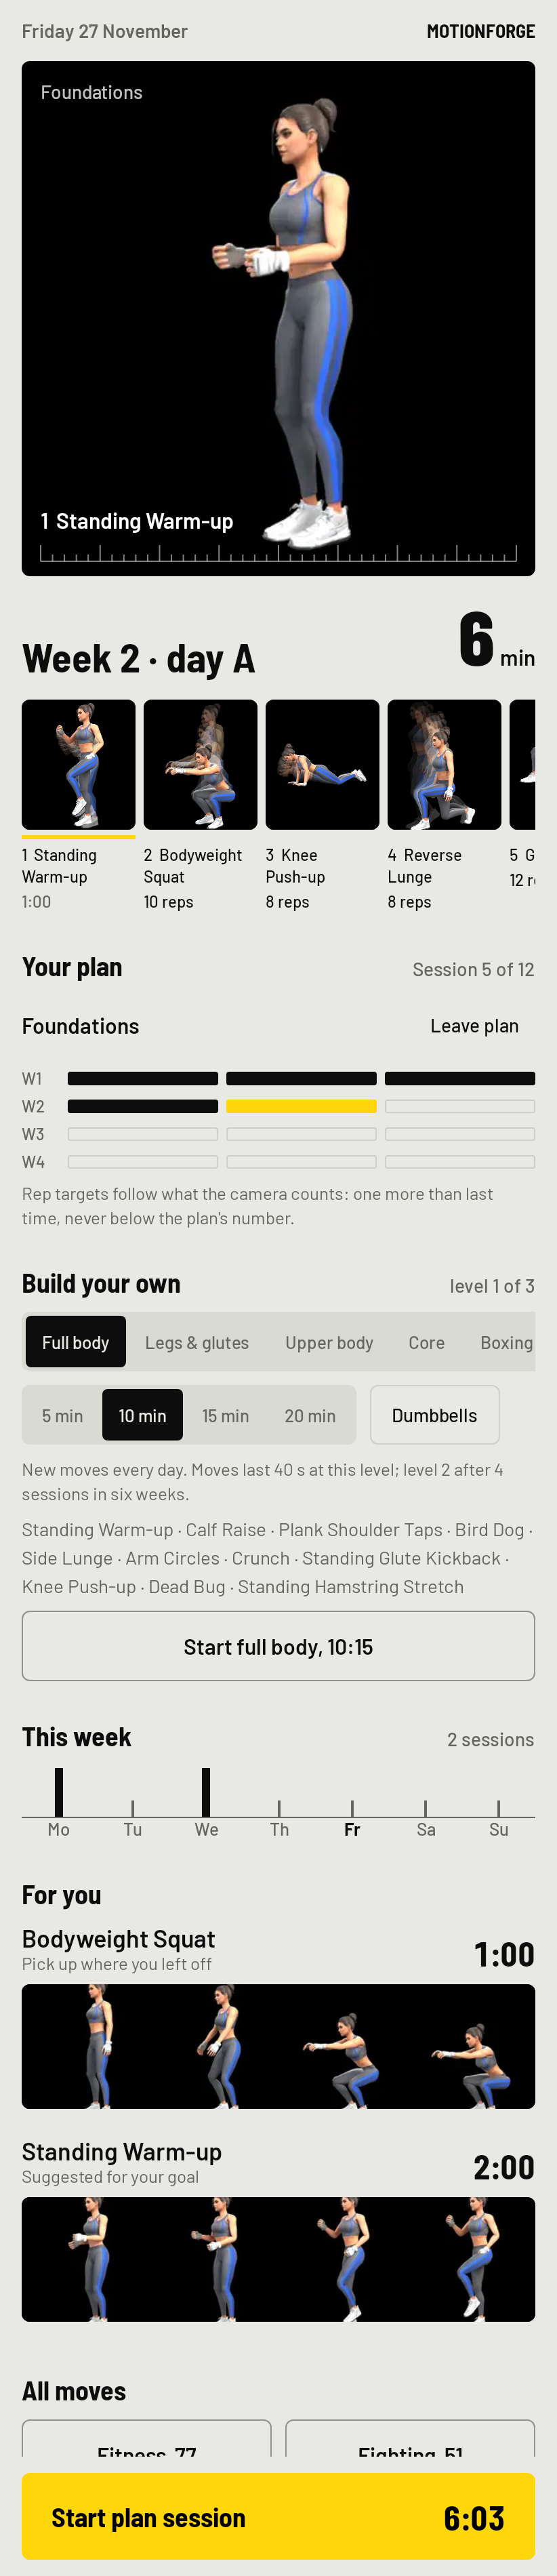 Friday 27 November
MOTIONFORGE
Foundations
1 Standing Warm-up
Week 2 · day A
6 min
1 Standing Warm-up
1:00
2 Bodyweight Squat
10 reps
3 Knee Push-up
8 reps
4 Reverse Lunge
8 reps
5 G
12 r
Your plan
Session 5 of 12
Foundations
Leave plan
W1
W2
W3
W4
Rep targets follow what the camera counts: one more than last
time, never below the plan's number.
Build your own
level 1 of 3
Full body
Legs & glutes
Upper body
Core
Boxing
5 min
10 min
15 min
20 min
Dumbbells
New moves every day. Moves last 40 s at this level; level 2 after 4
sessions in six weeks.
Standing Warm-up · Calf Raise · Plank Shoulder Taps · Bird Dog ·
Side Lunge · Arm Circles · Crunch · Standing Glute Kickback ·
Knee Push-up · Dead Bug · Standing Hamstring Stretch
Start full body, 10:15
This week
2 sessions
Mo Tu We Th Fr Sa Su
For you
Bodyweight Squat
Pick up where you left off
1:00
Standing Warm-up
Suggested for your goal
2:00
All moves
Fitness 77
Fighting 51
Start plan session
6:03